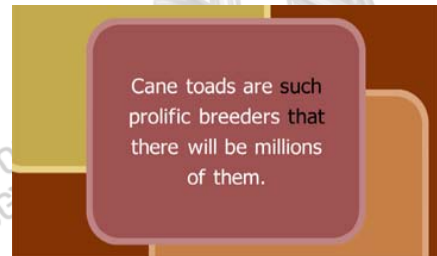 Cane toads are such
prolific breeders that
there will be millions
of them.